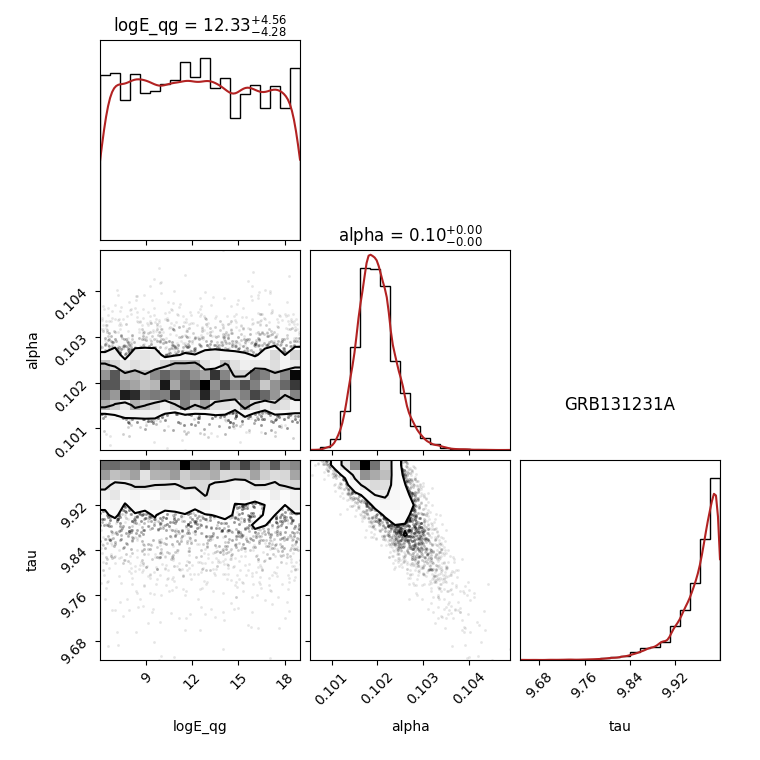 logE_qg = 12.33+4.56−4.28
alpha = 0.10+0.00−0.00
alpha
0.104
0.103
0.102
0.101
GRB131231A
tau
9.92
9.84
9.76
9.68
9 12 15 18
0.101 0.102 0.103 0.104
9.68 9.76 9.84 9.92
logE_qg alpha tau